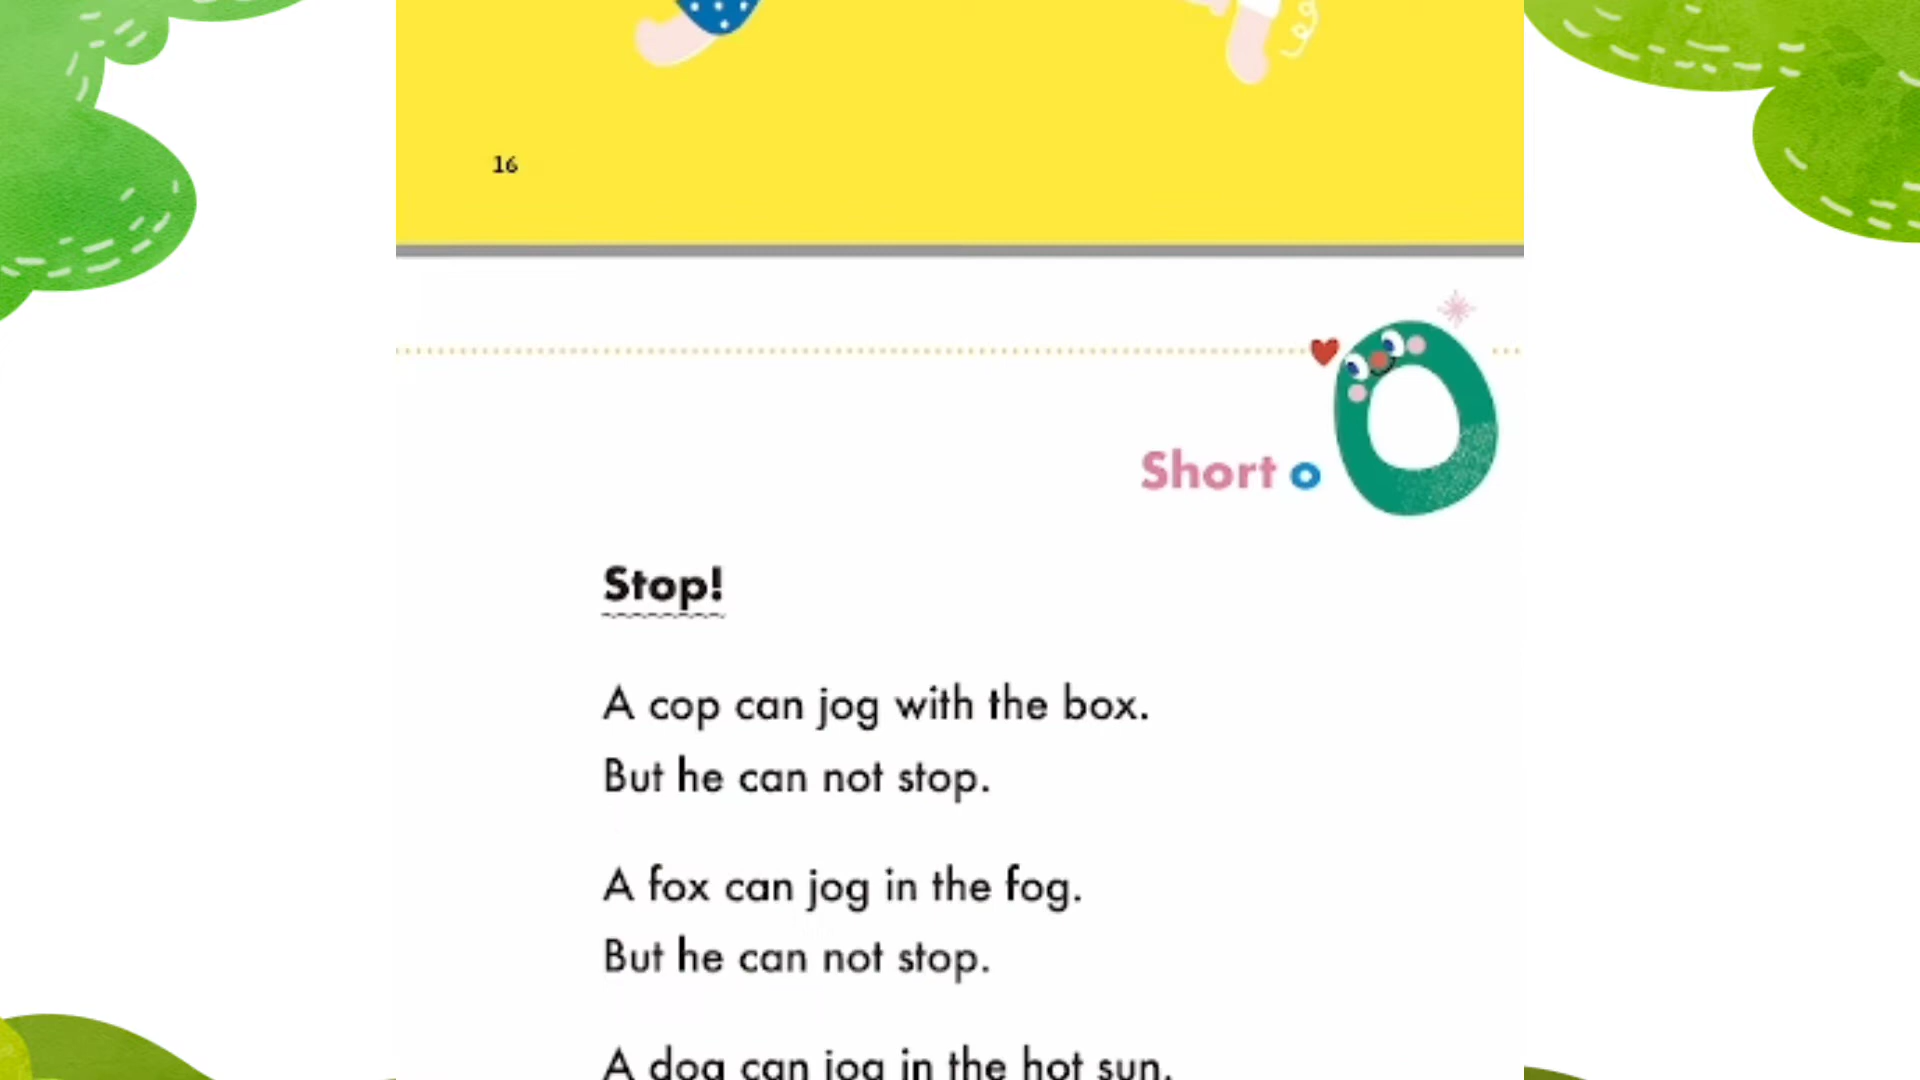 16
Short o
Stop!
A cop can jog with the box.
But he can not stop.
A fox can jog in the fog.
But he can not stop.
A dog can jog in the hot sun.